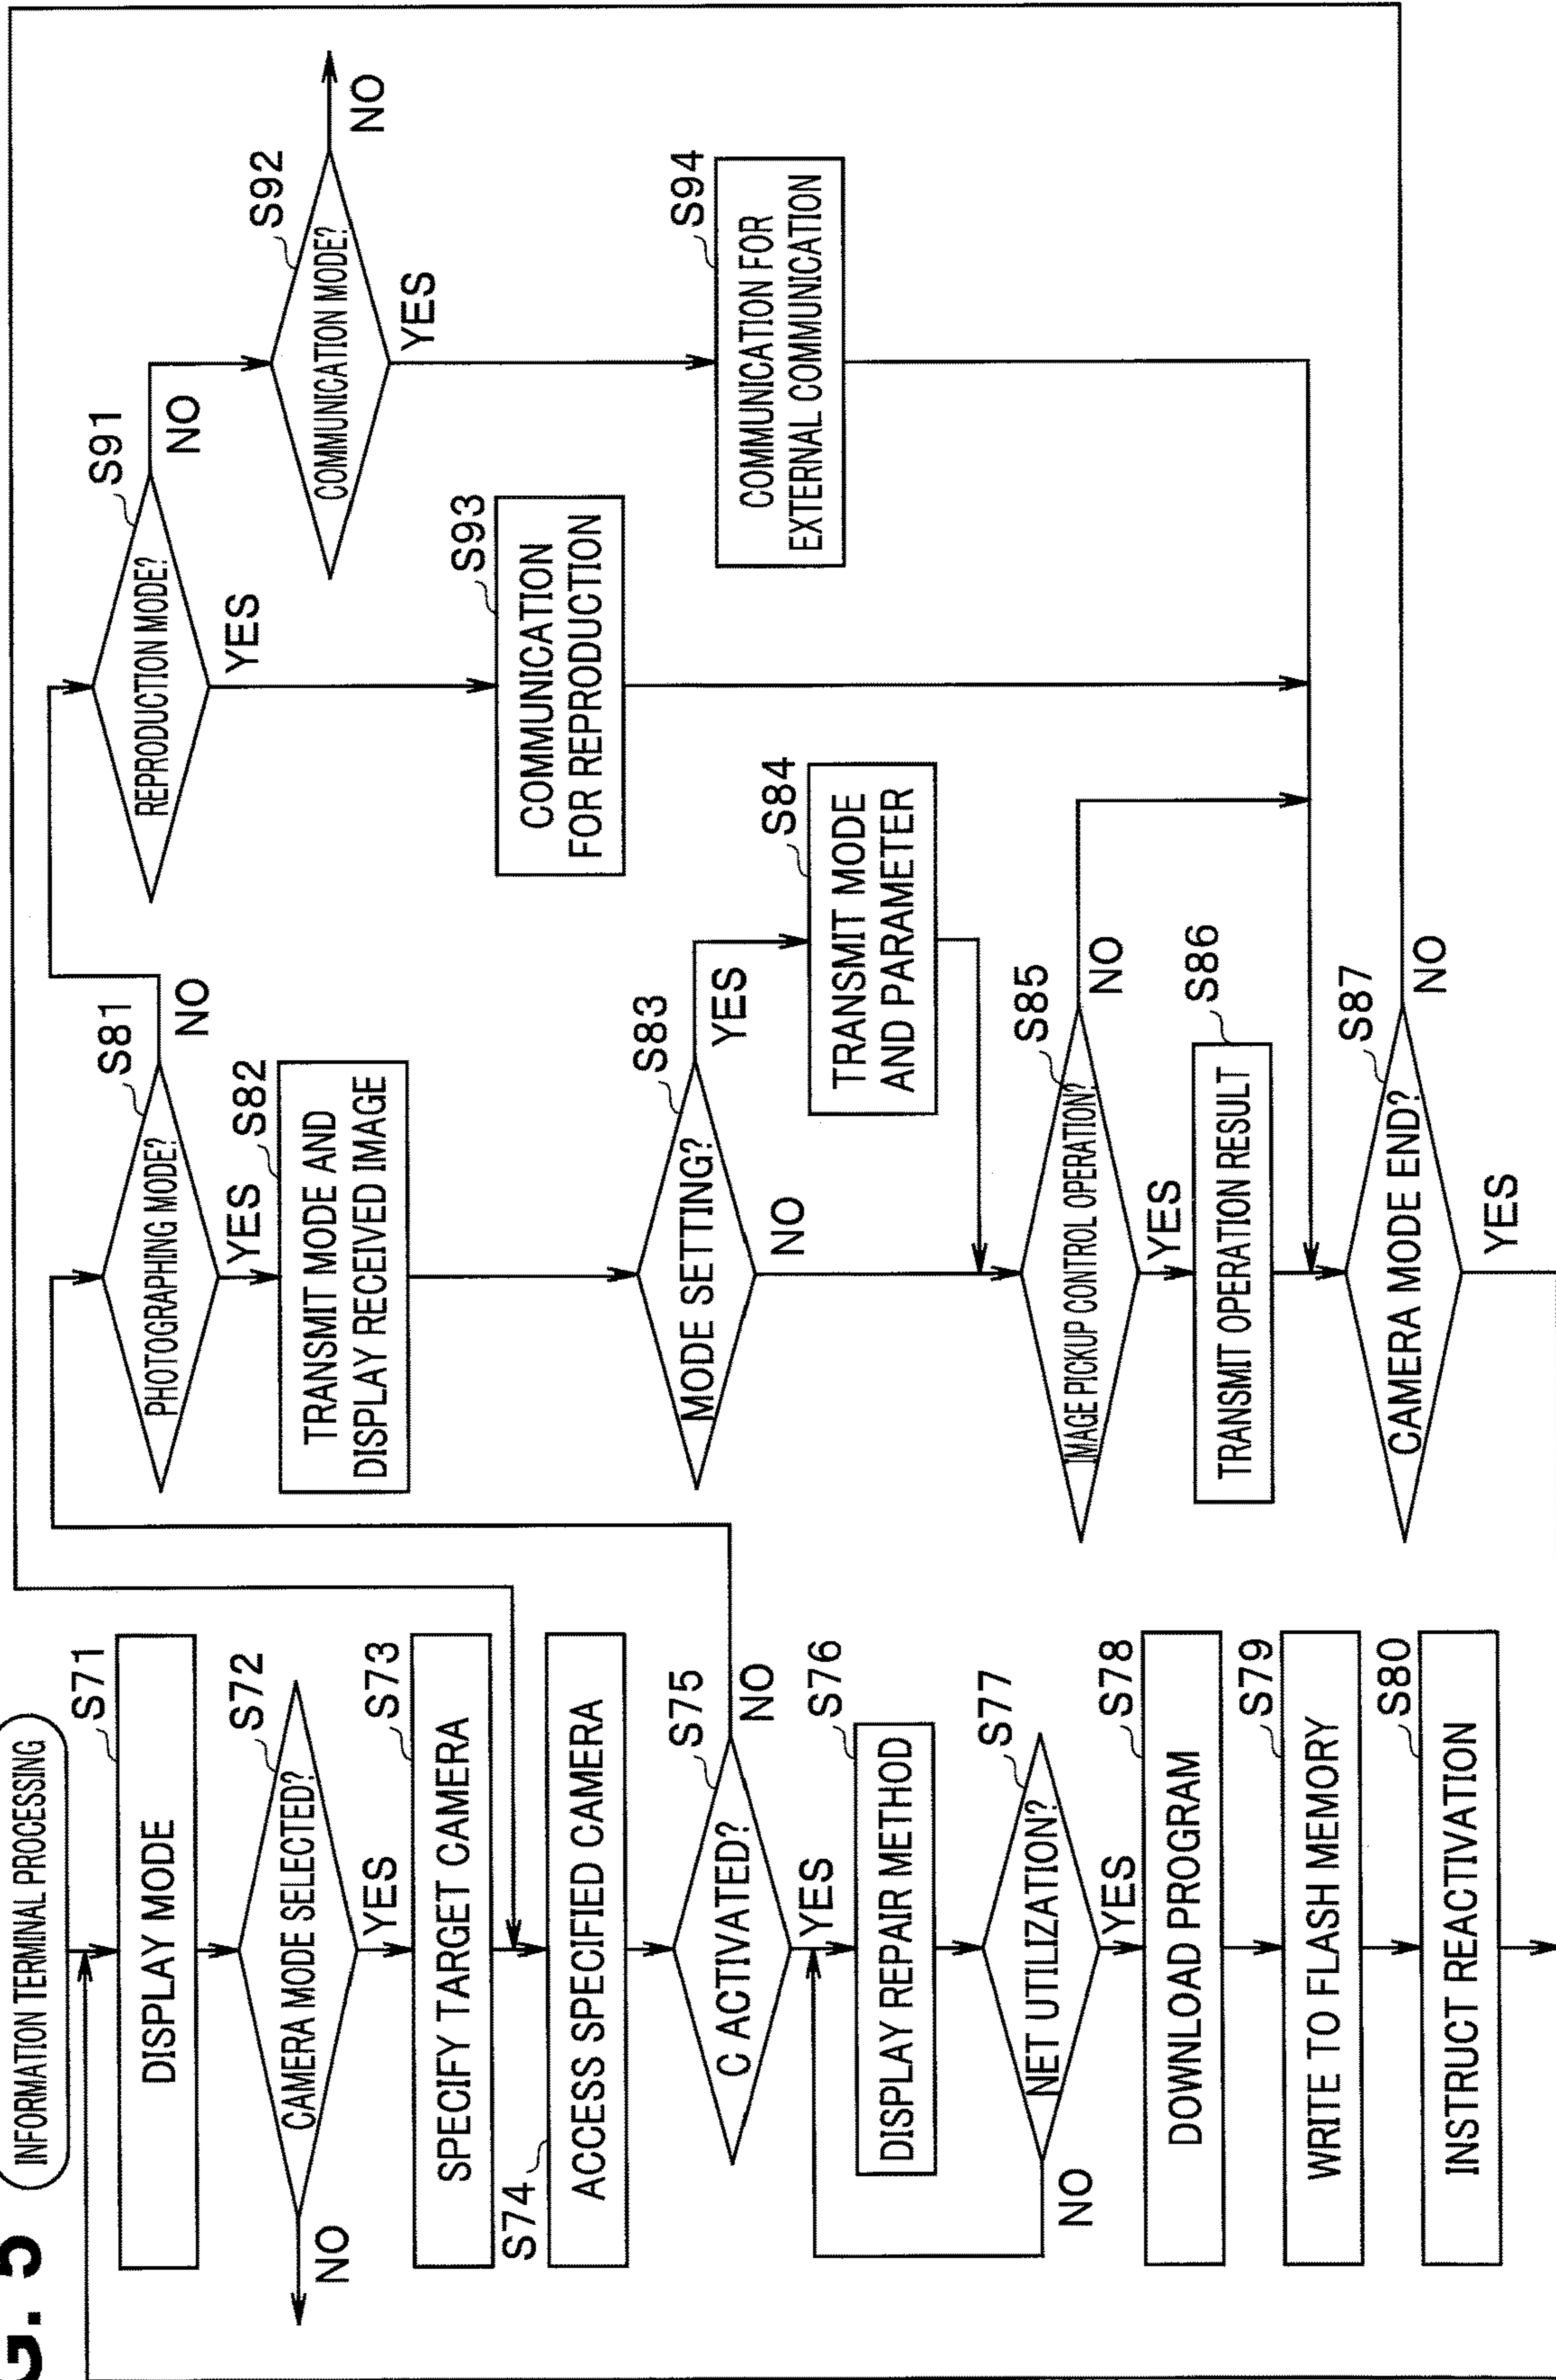 G. 5
INFORMATION TERMINAL PROCESSING
S71
DISPLAY MODE
S72
CAMERA MODE SELECTED?
NO
YES
S73
SPECIFY TARGET CAMERA
S74
ACCESS SPECIFIED CAMERA
S75
C ACTIVATED?
NO
YES
S76
DISPLAY REPAIR METHOD
S77
NET UTILIZATION?
NO
YES
S78
DOWNLOAD PROGRAM
S79
WRITE TO FLASH MEMORY
S80
INSTRUCT REACTIVATION
S81
PHOTOGRAPHING MODE?
NO
YES
S82
TRANSMIT MODE AND
DISPLAY RECEIVED IMAGE
S83
MODE SETTING?
YES
NO
S84
TRANSMIT MODE
AND PARAMETER
S85
IMAGE PICKUP CONTROL OPERATION?
NO
YES
S86
TRANSMIT OPERATION RESULT
S87
CAMERA MODE END?
NO
YES
S91
REPRODUCTION MODE?
NO
YES
S92
COMMUNICATION MODE?
NO
YES
S93
COMMUNICATION
FOR REPRODUCTION
S94
COMMUNICATION FOR
EXTERNAL COMMUNICATION